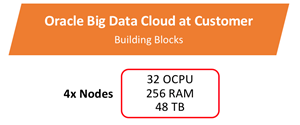 Oracle Big Data Cloud at Customer
Building Blocks
4x Nodes
32 OCPU
256 RAM
48 TB